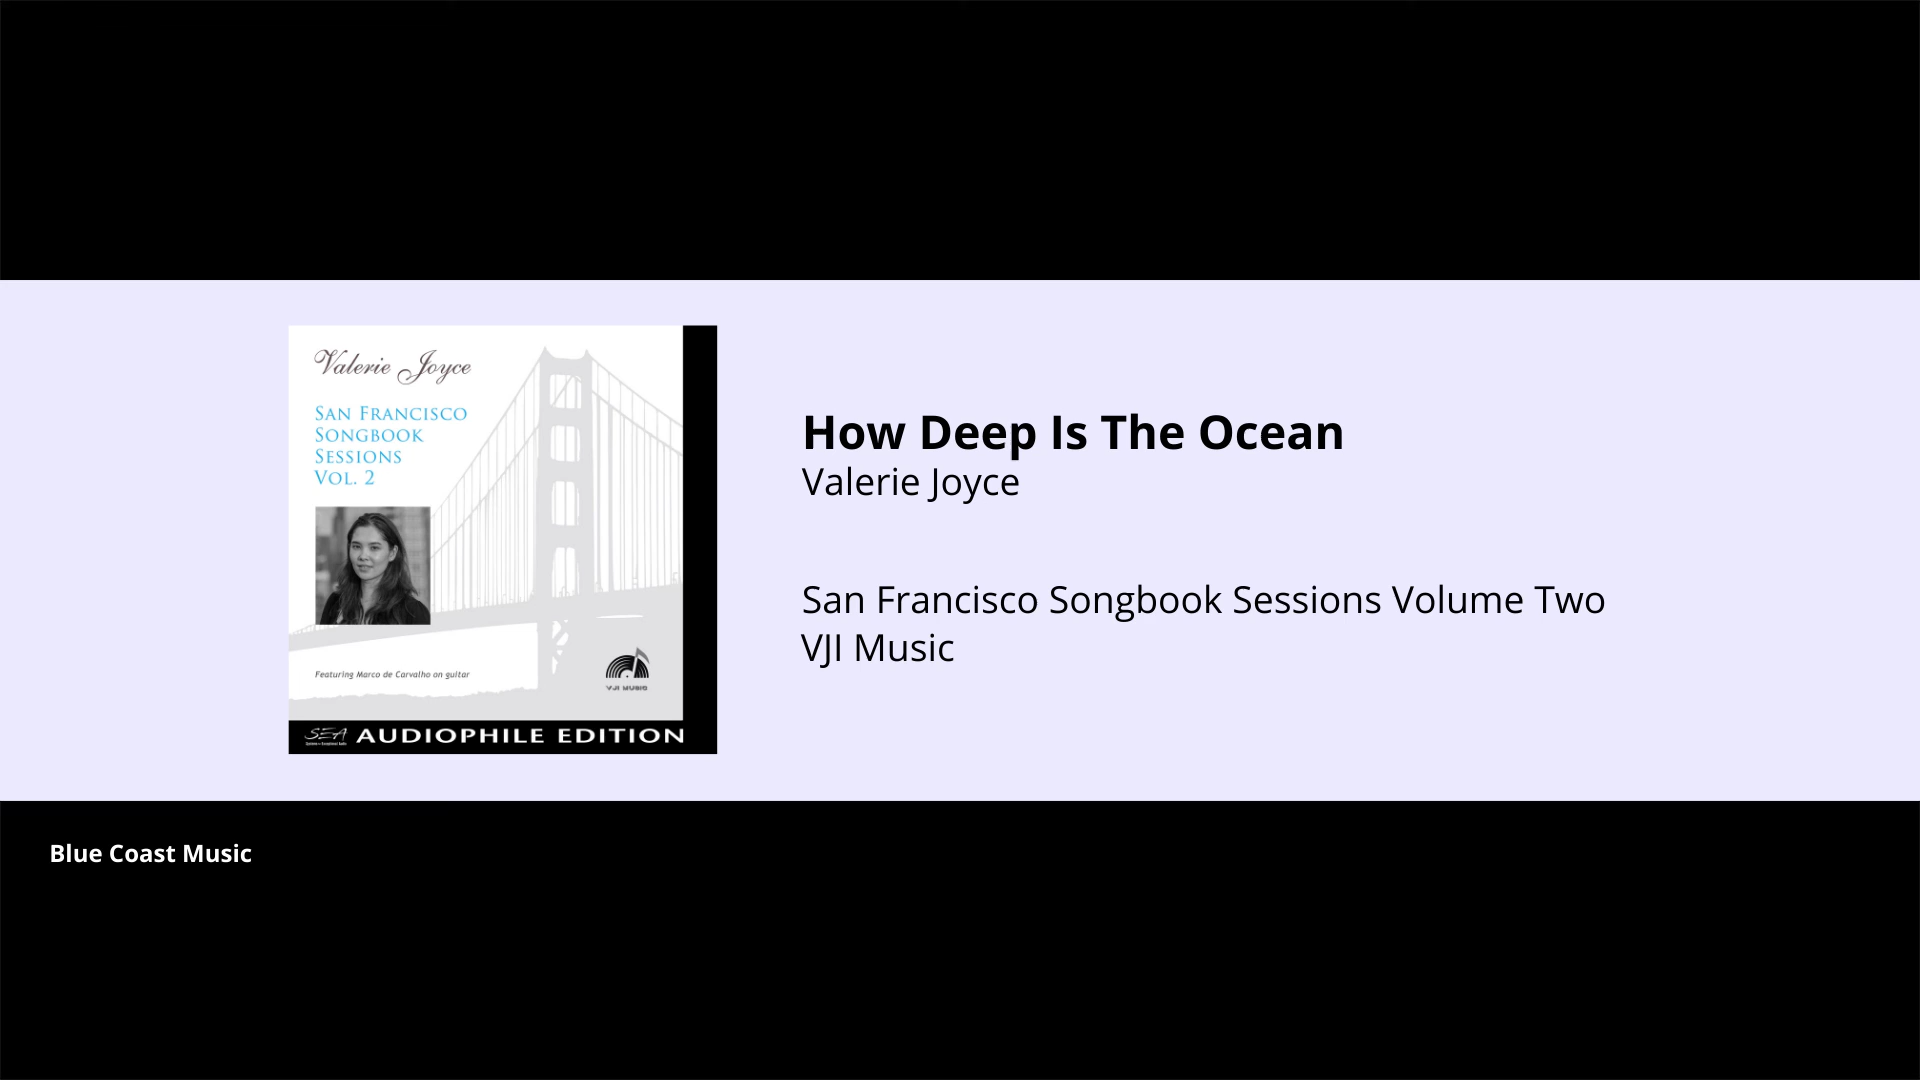 Valerie Joyce
San Francisco
Songbook
Sessions
Vol. 2
Featuring Marco de Carvalho on guitar
VJI MUSIC
SEA AUDIOPHILE EDITION
How Deep Is The Ocean
Valerie Joyce
San Francisco Songbook Sessions Volume Two
VJI Music
Blue Coast Music